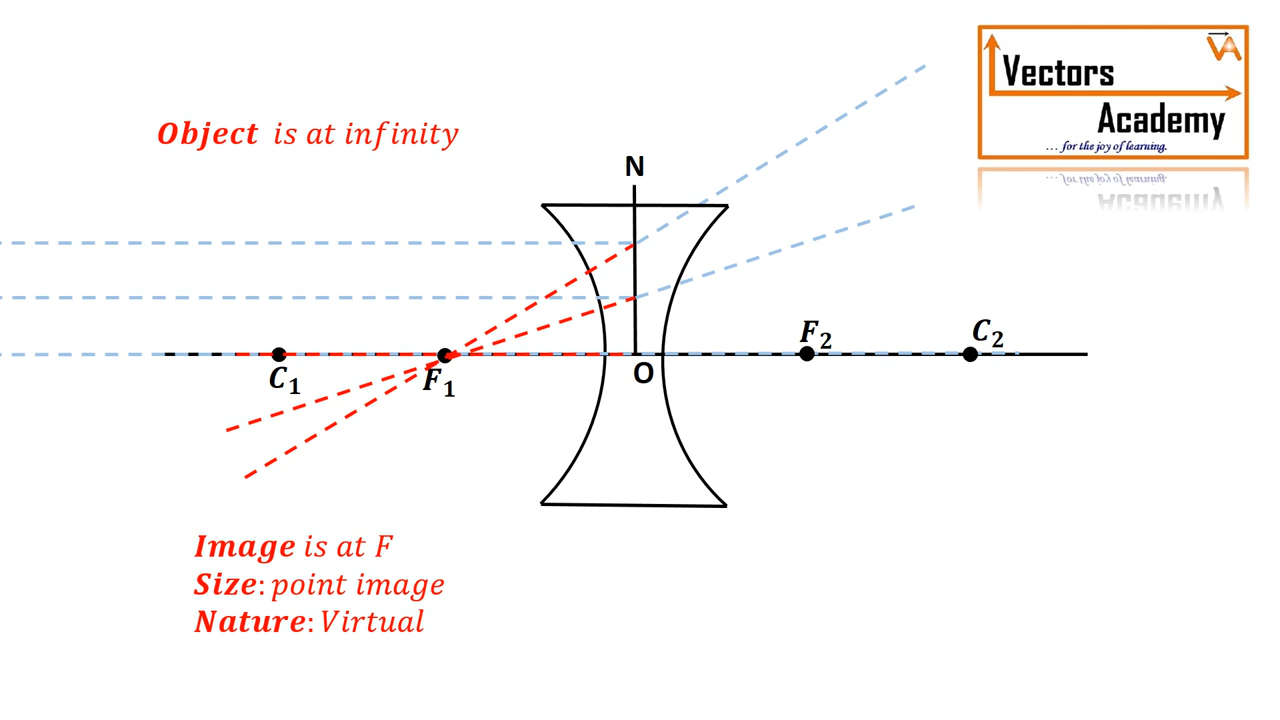 Object is at infinity
VA
Vectors
Academy
... for the joy of learning.
N
F₂
C₂
C₁
F₁
O
Image is at F
Size: point image
Nature: Virtual